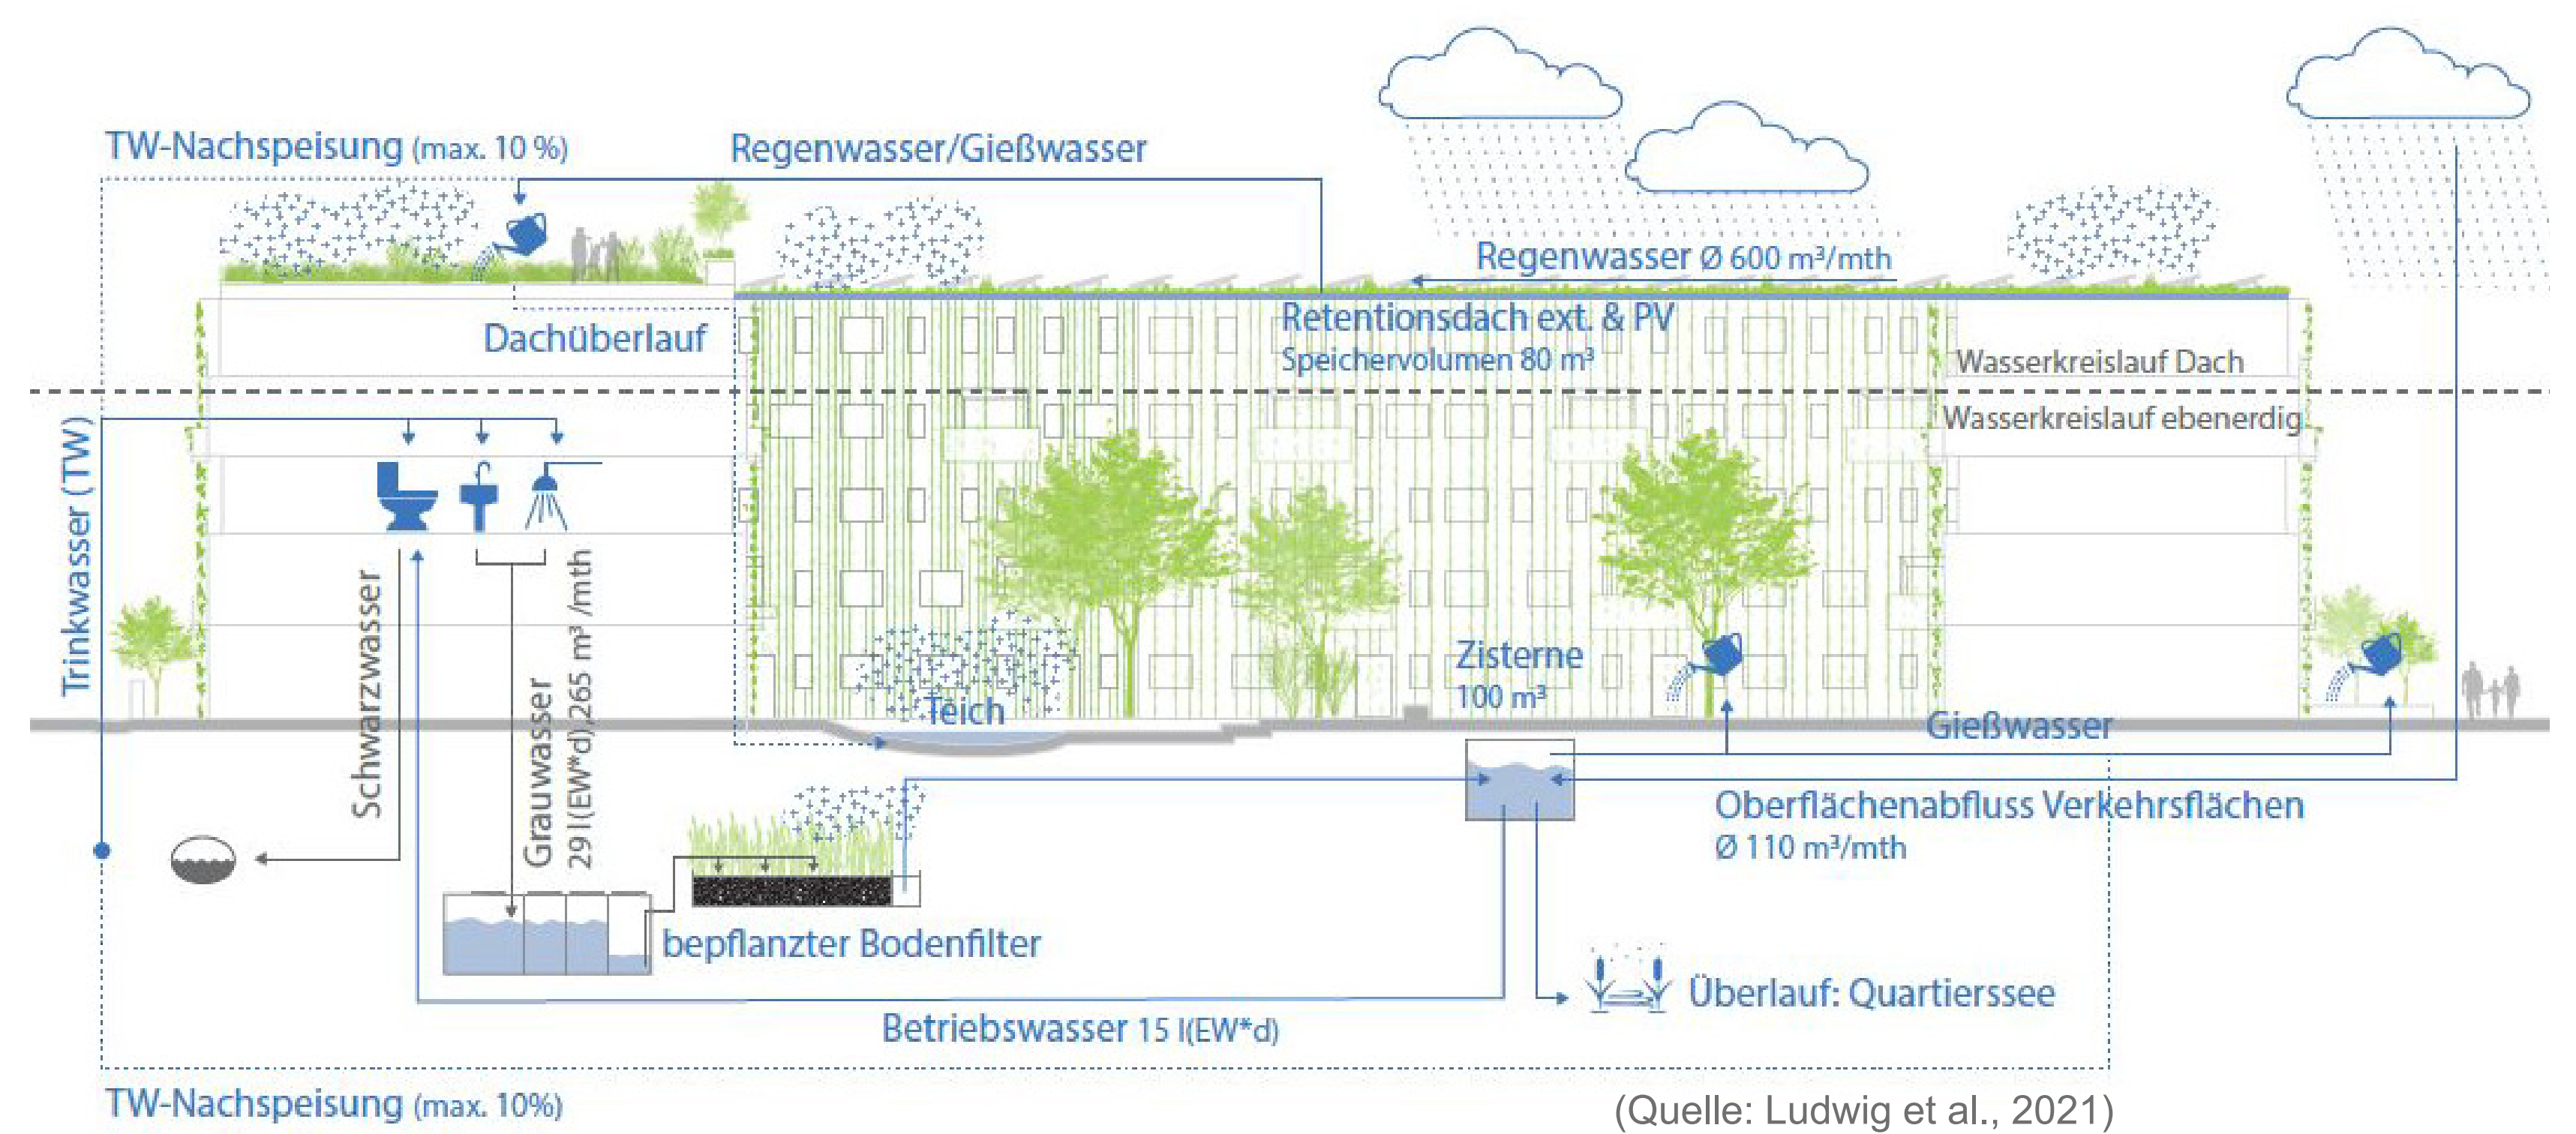 TW-Nachspeisung (max. 10 %)
Regenwasser/Gießwasser
Regenwasser Ø 600 m³/mth
Dachüberlauf
Retentionsdach ext. & PV
Speichervolumen 80 m³
Wasserkreislauf Dach
Wasserkreislauf ebenerdig
Trinkwasser (TW)
Schwarzwasser
Grauwasser
29 l(EW*d),265 m³/mth
Teich
Zisterne
100 m³
Gießwasser
Oberflächenabfluss Verkehrsflächen
Ø 110 m³/mth
bepflanzter Bodenfilter
Überlauf: Quartierssee
Betriebswasser 15 l(EW*d)
TW-Nachspeisung (max. 10%)
(Quelle: Ludwig et al., 2021)